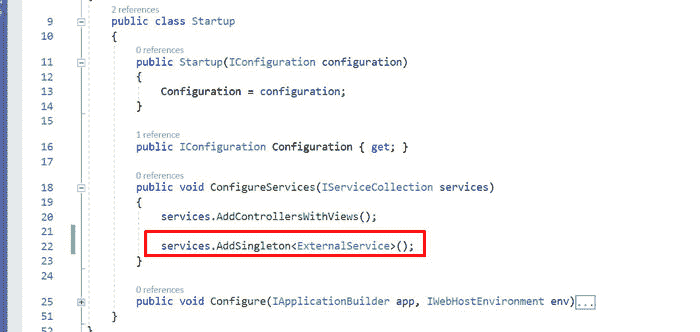 2 references
9 public class Startup
10 {
0 references
11 public Startup(IConfiguration configuration)
12 {
13 Configuration = configuration;
14 }
15
1 reference
16 public IConfiguration Configuration { get; }
17
0 references
18 public void ConfigureServices(IServiceCollection services)
19 {
20 services.AddControllersWithViews();
21
22 services.AddSingleton<ExternalService>();
23 }
24
0 references
25 public void Configure(IApplicationBuilder app, IWebHostEnvironment env)...
51 }